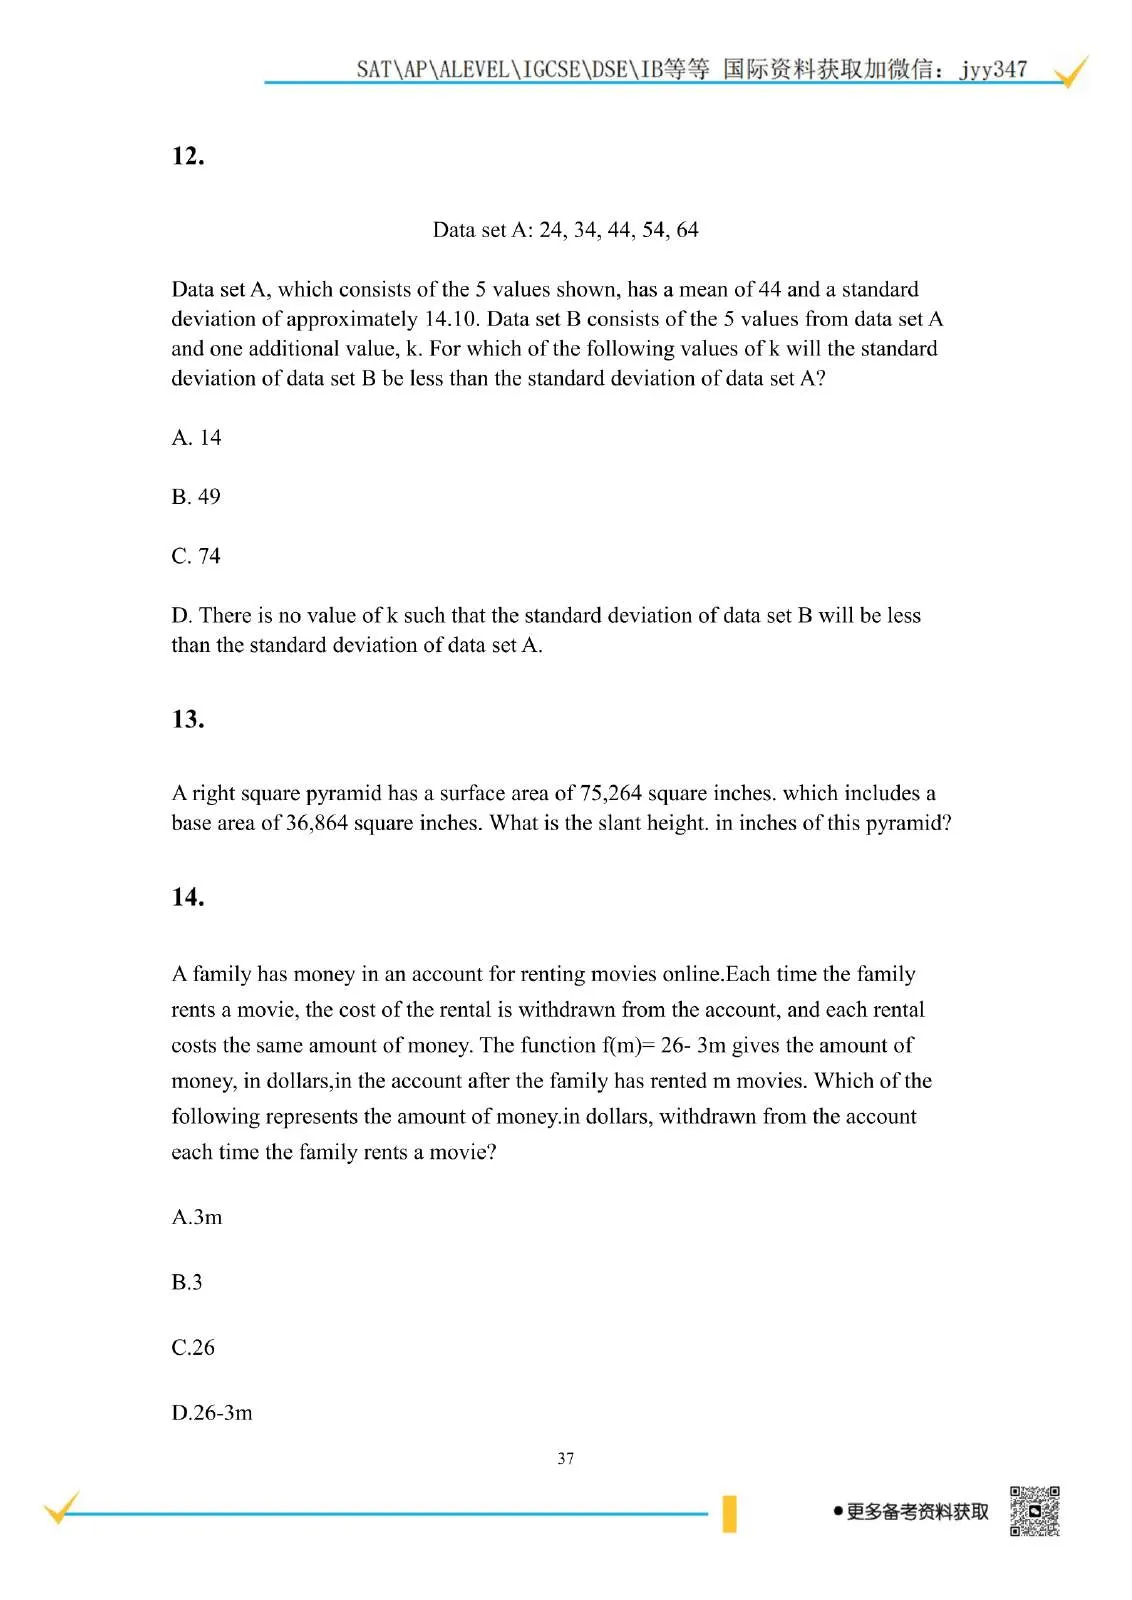 SAT\AP\ALEVEL\IGCSE\DSE\IB等等 国际资料获取加微信：jyy347
12.
Data set A: 24, 34, 44, 54, 64
Data set A, which consists of the 5 values shown, has a mean of 44 and a standard
deviation of approximately 14.10. Data set B consists of the 5 values from data set A
and one additional value, k. For which of the following values of k will the standard
deviation of data set B be less than the standard deviation of data set A?
A. 14
B. 49
C. 74
D. There is no value of k such that the standard deviation of data set B will be less
than the standard deviation of data set A.
13.
A right square pyramid has a surface area of 75,264 square inches. which includes a
base area of 36,864 square inches. What is the slant height. in inches of this pyramid?
14.
A family has money in an account for renting movies online.Each time the family
rents a movie, the cost of the rental is withdrawn from the account, and each rental
costs the same amount of money. The function f(m)= 26- 3m gives the amount of
money, in dollars,in the account after the family has rented m movies. Which of the
following represents the amount of money.in dollars, withdrawn from the account
each time the family rents a movie?
A.3m
B.3
C.26
D.26-3m
37
●更多备考资料获取